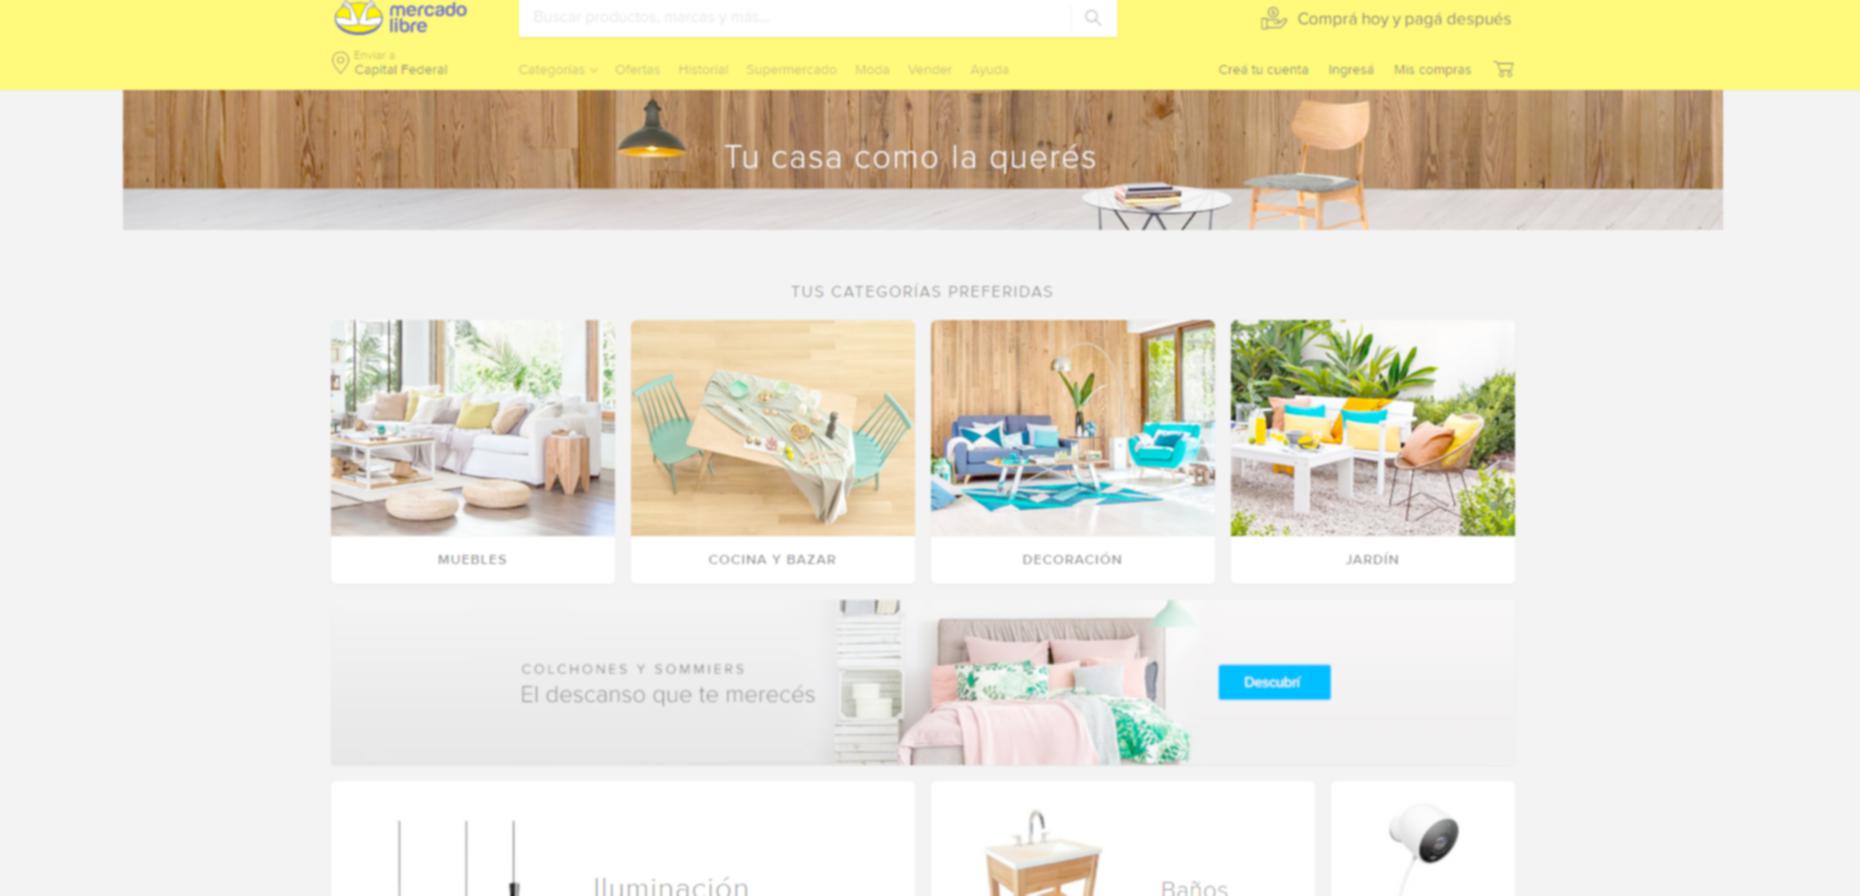 mercado
libre
Buscar productos, marcas y más...
Comprá hoy y pagá después
Enviar a
Capital Federal
Categorías Ofertas Historial Supermercado Moda Vender Ayuda
Creá tu cuenta Ingresá Mis compras
Tu casa como la querés
TUS CATEGORÍAS PREFERIDAS
MUEBLES
COCINA Y BAZAR
DECORACIÓN
JARDÍN
COLCHONES Y SOMMIERS
El descanso que te merecés
Descubrí
Iluminación
Baños